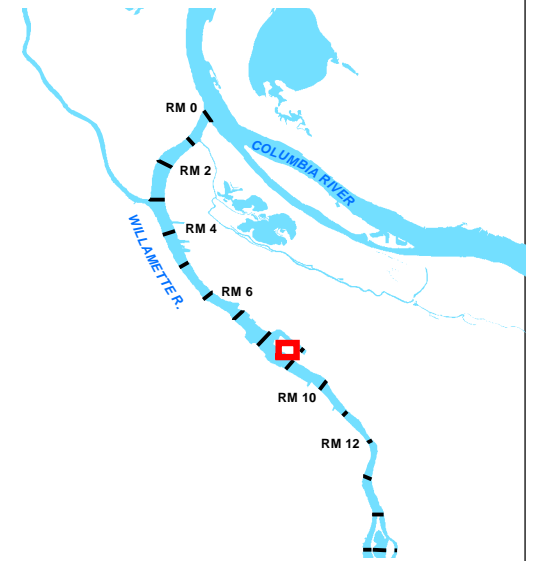 RM 0
COLUMBIA RIVER
RM 2
WILLAMETTE R.
RM 4
RM 6
RM 10
RM 12